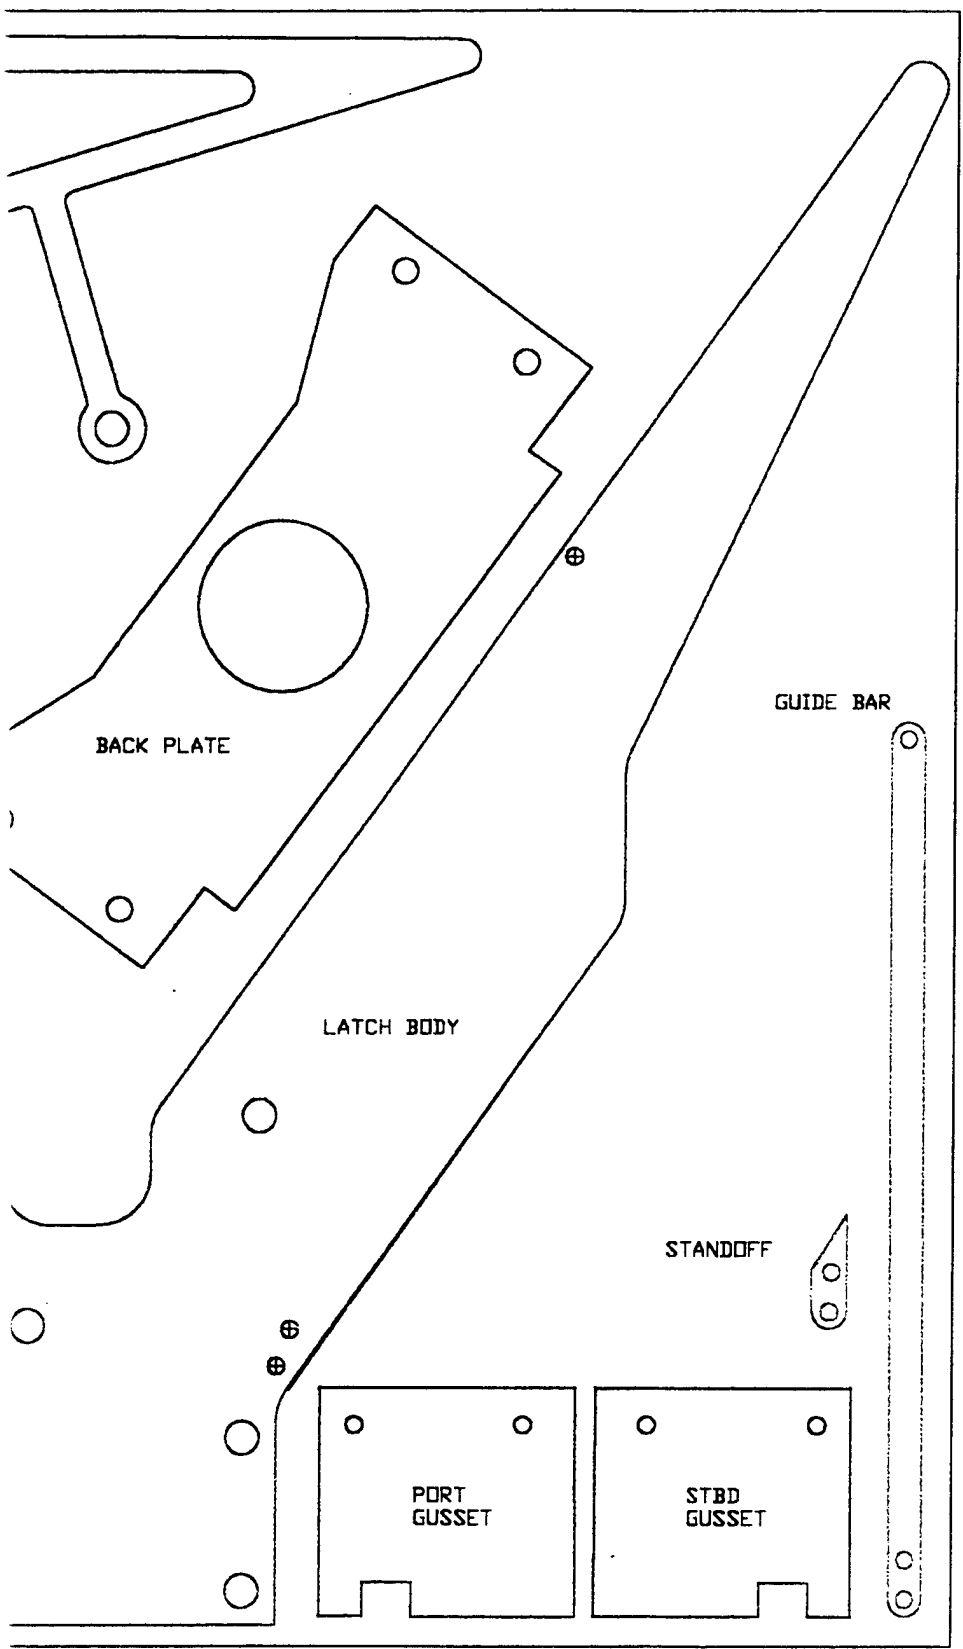 GUIDE BAR
BACK PLATE
LATCH BODY
STANDOFF
PORT
GUSSET
STBD
GUSSET